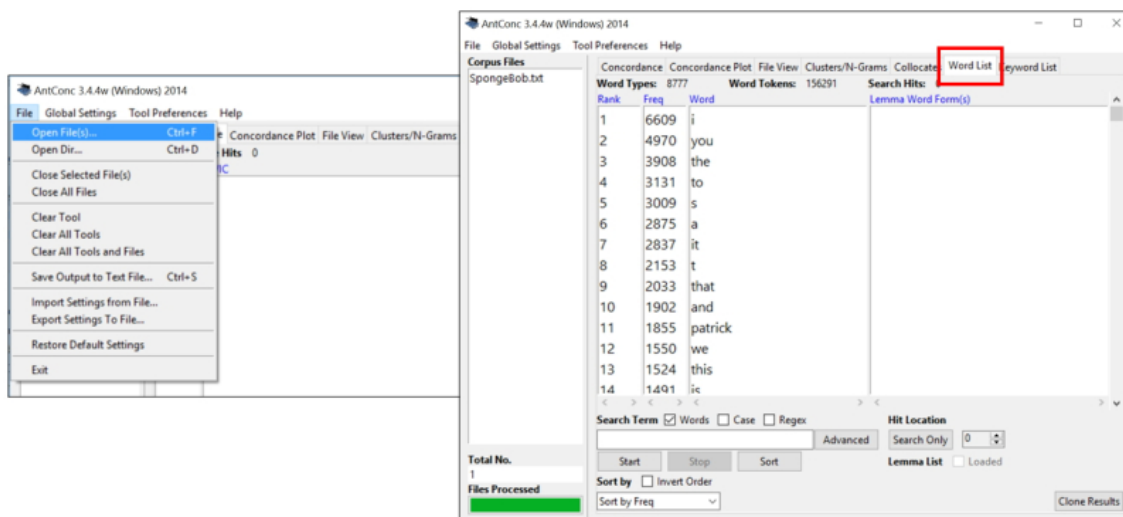 AntConc 3.4.4w (Windows) 2014
File Global Settings Tool Preferences Help
Open File(s)... Ctrl+F
Open Dir... Ctrl+D
Close Selected File(s)
Close All Files
Clear Tool
Clear All Tools
Clear All Tools and Files
Save Output to Text File... Ctrl+S
Import Settings from File...
Export Settings To File...
Restore Default Settings
Exit
Concordance Plot File View Clusters/N-Grams
Hits 0
AntConc 3.4.4w (Windows) 2014
File Global Settings Tool Preferences Help
Corpus Files
SpongeBob.txt
Concordance Concordance Plot File View Clusters/N-Grams Collocate Word List Keyword List
Word Types: 8777 Word Tokens: 156291 Search Hits:
Rank Freq Word Lemma Word Form(s)
1 6609 i
2 4970 you
3 3908 the
4 3131 to
5 3009 s
6 2875 a
7 2837 it
8 2153 t
9 2033 that
10 1902 and
11 1855 patrick
12 1550 we
13 1524 this
14 1491 is
Search Term Words Case Regex Hit Location
Advanced Search Only 0
Start Stop Sort Lemma List Loaded
Total No.
1
Files Processed
Sort by Invert Order
Sort by Freq Clone Results